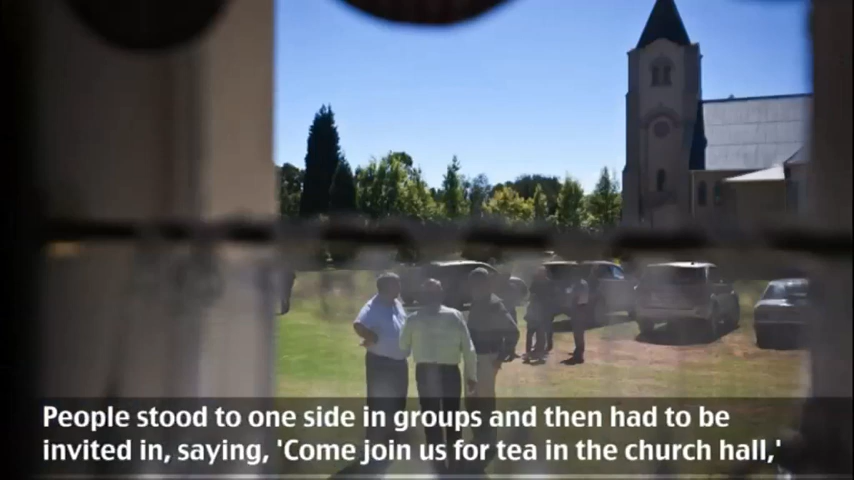 People stood to one side in groups and then had to be
invited in, saying, 'Come join us for tea in the church hall,'